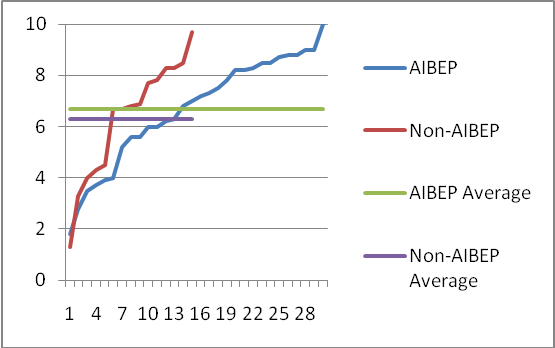 10
8
6
4
2
0
1 4 7 10 13 16 19 22 25 28
AIBEP
Non-AIBEP
AIBEP Average
Non-AIBEP
Average